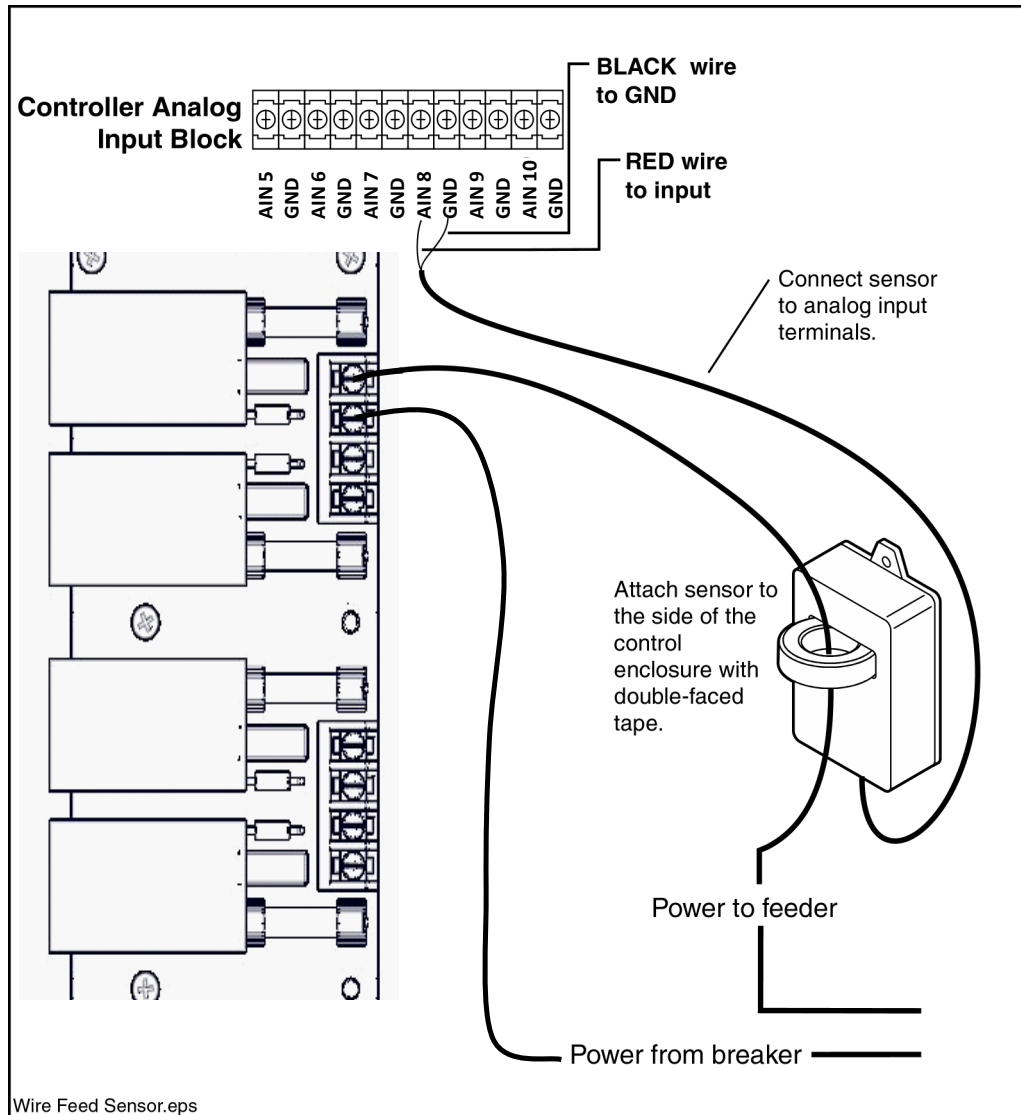 BLACK wire
to GND
Controller Analog
Input Block
RED wire
to input
AIN 5
GND
AIN 6
GND
AIN 7
GND
AIN 8
GND
AIN 9
GND
AIN 10
GND
Connect sensor
to analog input
terminals.
Attach sensor to
the side of the
control
enclosure with
double-faced
tape.
Power to feeder
Power from breaker
Wire Feed Sensor.eps